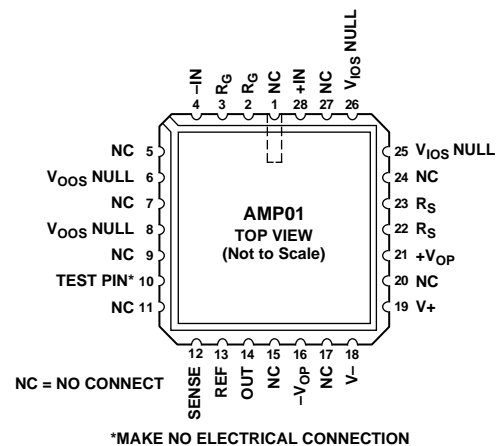 –IN
R_G
R_G
NC
+IN
NC
V_IOS NULL
4 3 2 1 28 27 26
NC 5
V_OOS NULL 6
NC 7
V_OOS NULL 8
NC 9
TEST PIN* 10
NC 11
AMP01
TOP VIEW
(Not to Scale)
25 V_IOS NULL
24 NC
23 R_S
22 R_S
21 +V_OP
20 NC
19 V+
12 13 14 15 16 17 18
SENSE
REF
OUT
NC
–V_OP
NC
V–
NC = NO CONNECT
*MAKE NO ELECTRICAL CONNECTION